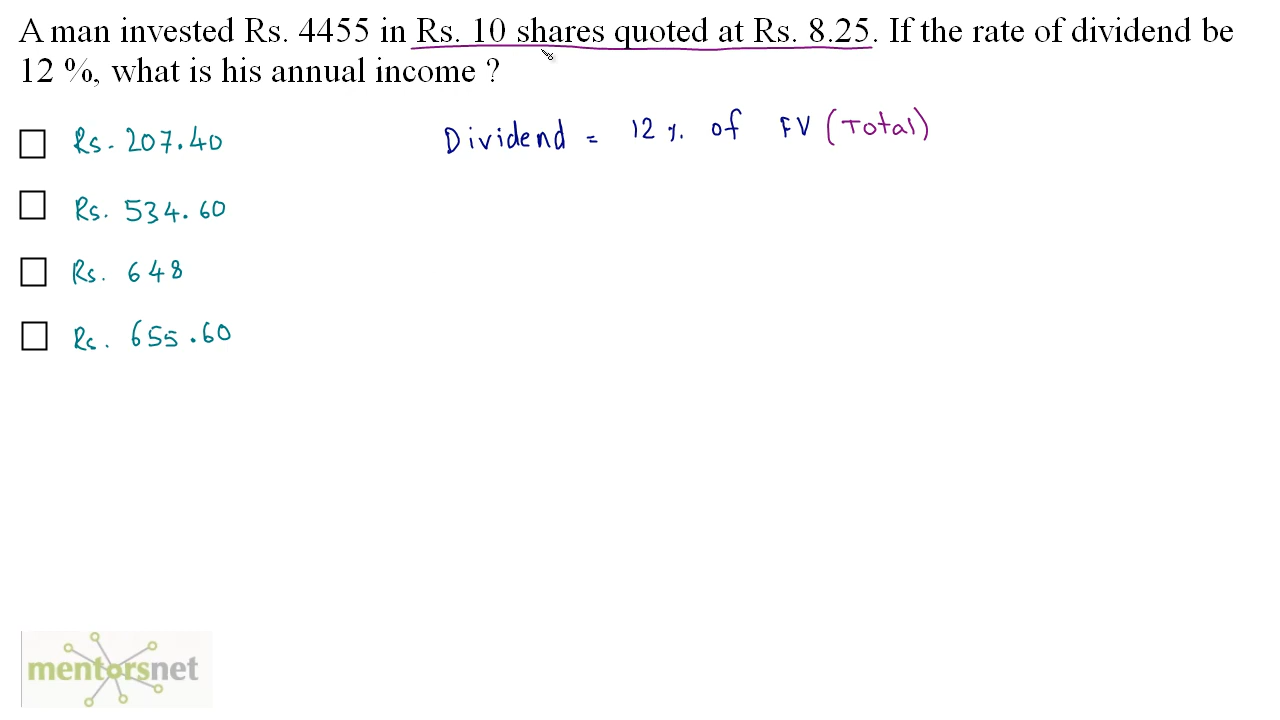 A man invested Rs. 4455 in Rs. 10 shares quoted at Rs. 8.25. If the rate of dividend be
12 %, what is his annual income ?
Dividend = 12 % of FV (Total)
Rs. 207.40
Rs. 534.60
Rs. 648
Rs. 655.60
mentorsnet